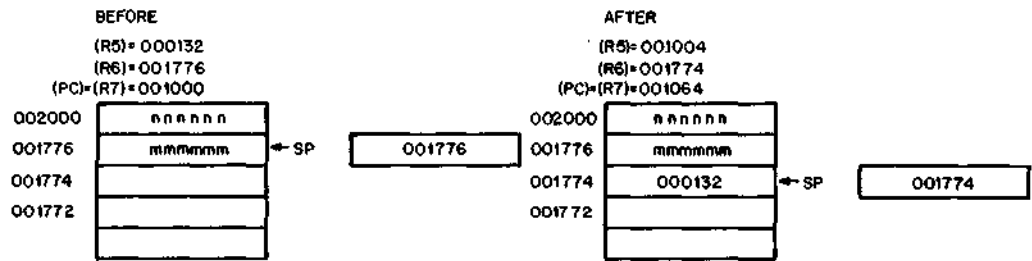 BEFORE
(R5)=000132
(R6)=001776
(PC)=(R7)=001000
002000 nnnnnn
001776 mmmmmm ← SP 001776
001774
001772
AFTER
(R5)=001004
(R6)=001774
(PC)=(R7)=001064
002000 nnnnnn
001776 mmmmmm
001774 000132 ← SP 001774
001772